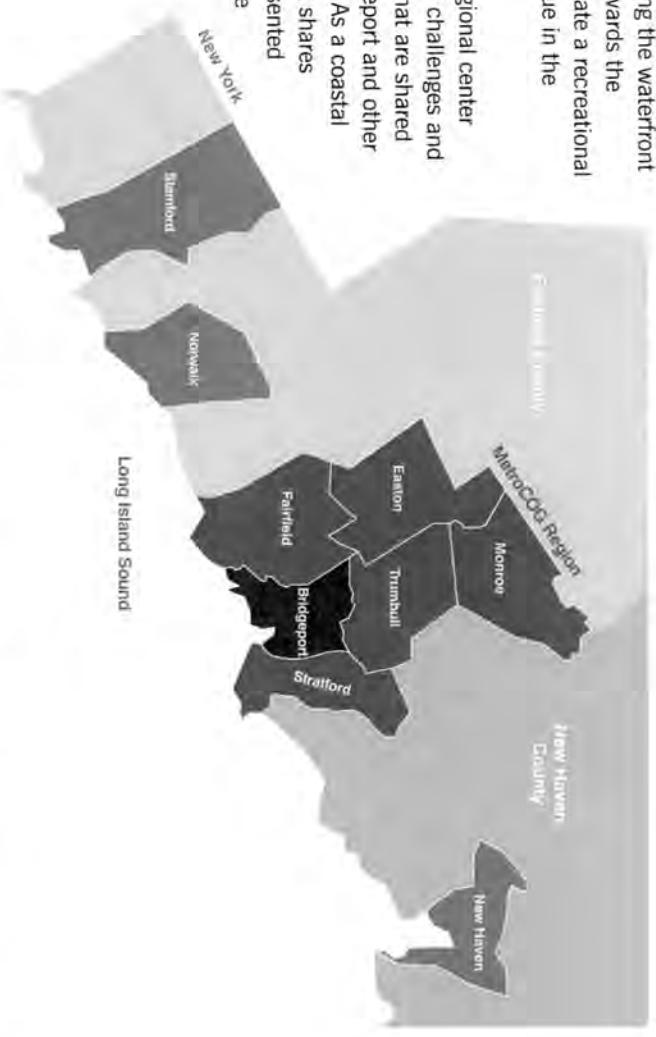 ng the waterfront
wards the
ate a recreational
ue in the
gional center
challenges and
hat are shared
eport and other
As a coastal
shares
sented
e
Fairfield County
New York
MetroCOG Region
Monroe
New Haven
County
Easton
Trumbull
Stamford
Norwalk
Fairfield
Bridgeport
Stratford
New Haven
Long Island Sound